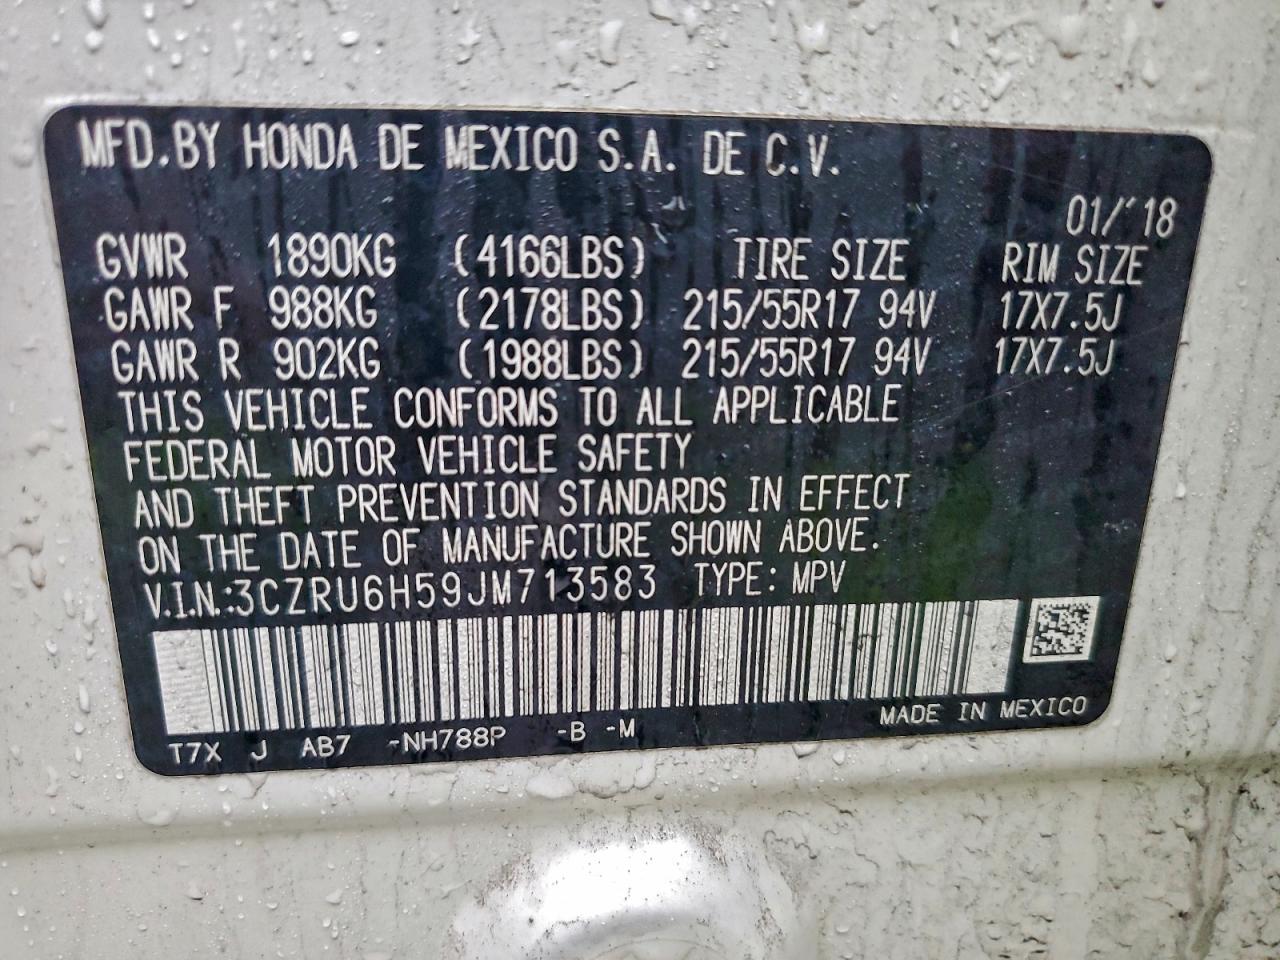 MFD.BY HONDA DE MEXICO S.A. DE C.V.
01/'18
GVWR 1890KG (4166LBS) TIRE SIZE RIM SIZE
GAWR F 988KG (2178LBS) 215/55R17 94V 17X7.5J
GAWR R 902KG (1988LBS) 215/55R17 94V 17X7.5J
THIS VEHICLE CONFORMS TO ALL APPLICABLE
FEDERAL MOTOR VEHICLE SAFETY
AND THEFT PREVENTION STANDARDS IN EFFECT
ON THE DATE OF MANUFACTURE SHOWN ABOVE.
V.I.N.:3CZRU6H59JM713583 TYPE: MPV
MADE IN MEXICO
T7X J AB7 -NH788P -B -M